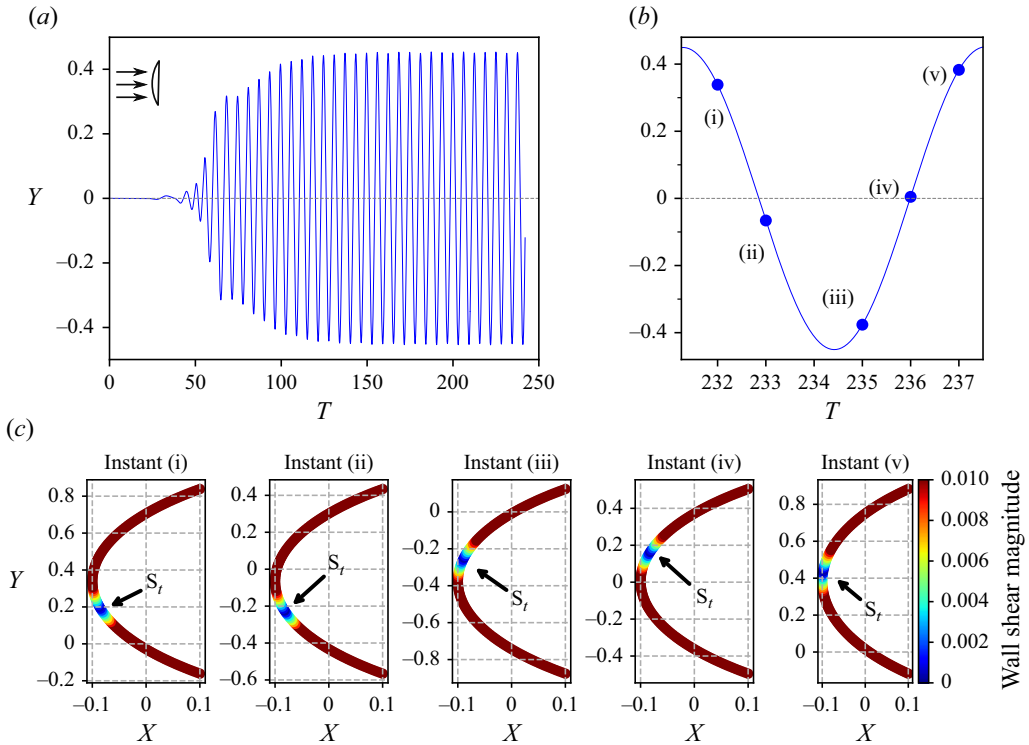 (a)
0.4
0.2
Y 0
–0.2
–0.4
0 50 100 150 200 250
T
(b)
0.4
0.2
0
–0.2
–0.4
(i)
(ii)
(iii)
(iv)
(v)
232 233 234 235 236 237
T
(c)
Instant (i)
0.8
0.6
0.4
Y
0.2
0
–0.2
S_t
–0.1 0 0.1
X
Instant (ii)
0.4
0.2
0
–0.2
–0.4
–0.6
S_t
–0.1 0 0.1
X
Instant (iii)
0
–0.2
–0.4
–0.6
–0.8
S_t
–0.1 0 0.1
X
Instant (iv)
0.4
0.2
0
–0.2
–0.4
S_t
–0.1 0 0.1
X
Instant (v)
0.8
0.6
0.4
0.2
0
S_t
–0.1 0 0.1
X
0.010
0.008
0.006
0.004
0.002
0
Wall shear magnitude